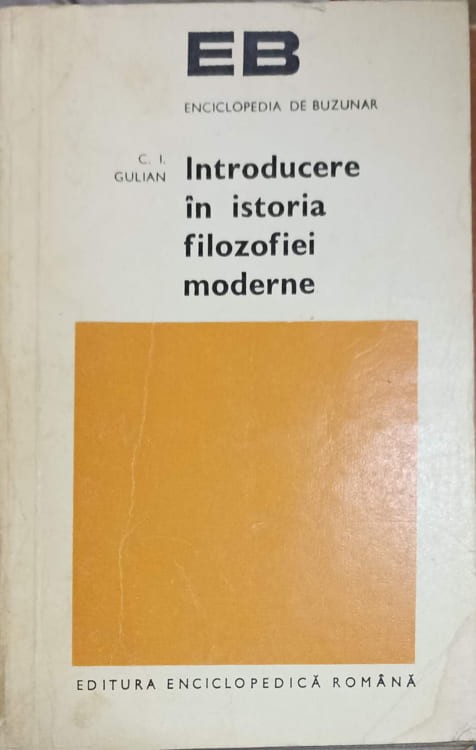 EB
ENCICLOPEDIA DE BUZUNAR
C. I.
GULIAN
Introducere
în istoria
filozofiei
moderne
EDITURA ENCICLOPEDICĂ ROMÂNĂ